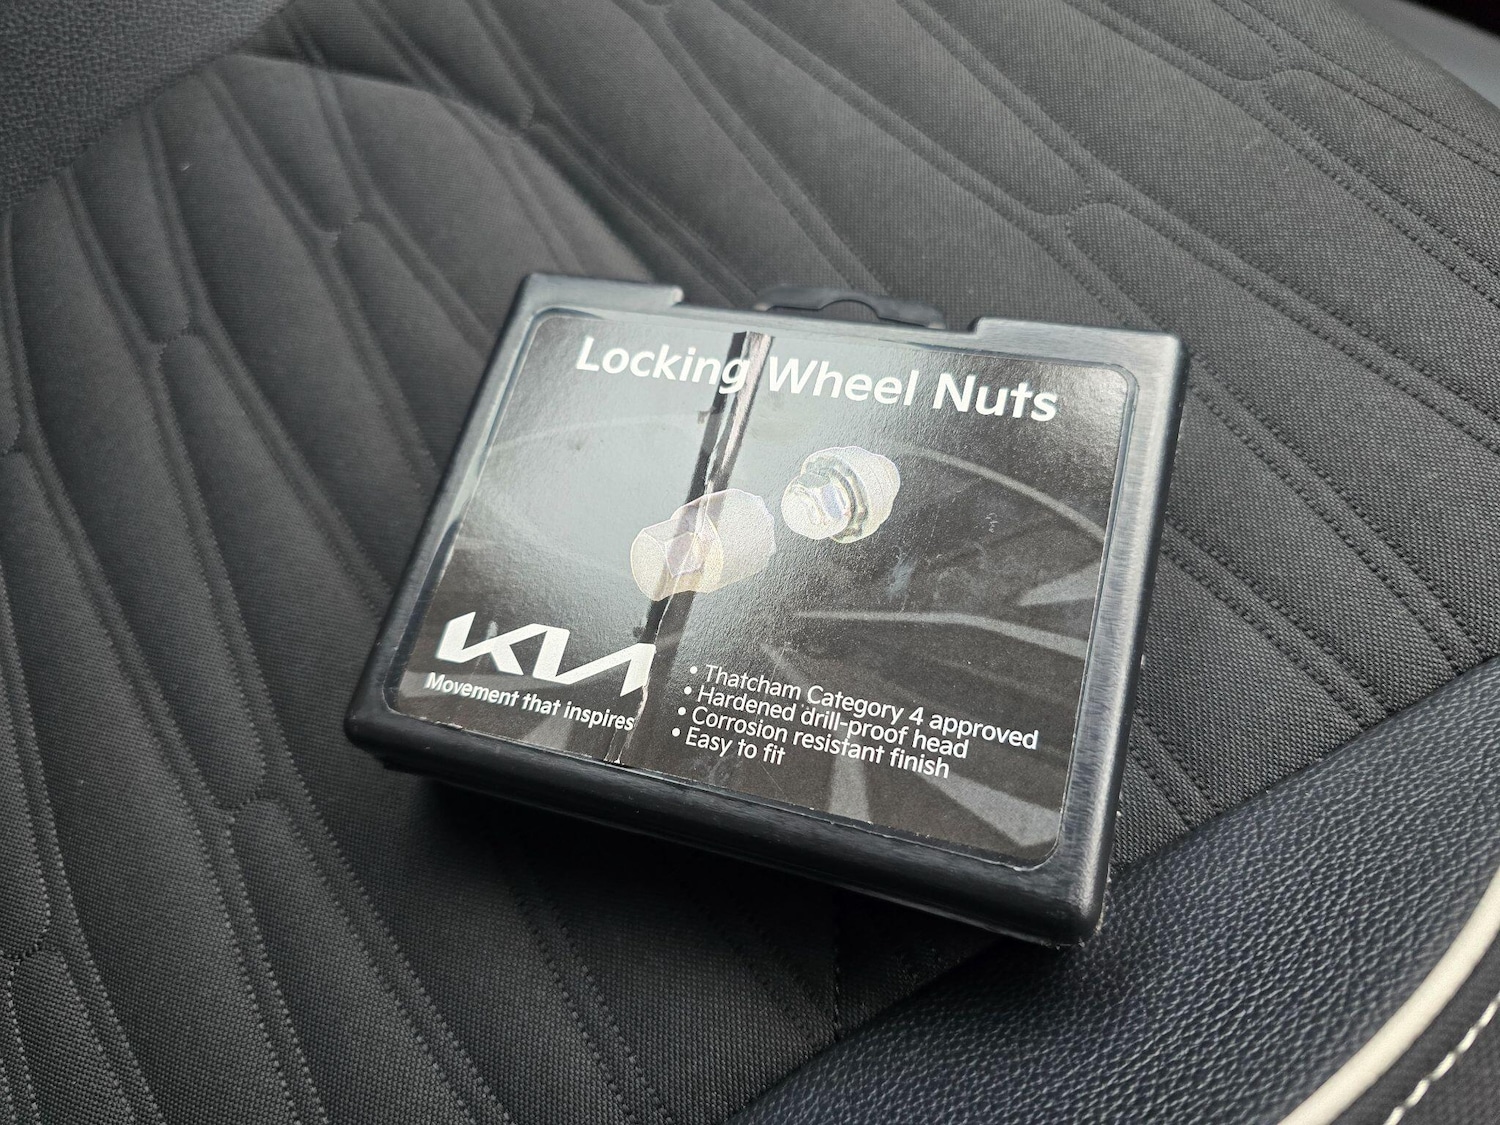 Locking Wheel Nuts
KIA
Movement that inspires
• Thatcham Category 4 approved
• Hardened drill-proof head
• Corrosion resistant finish
• Easy to fit